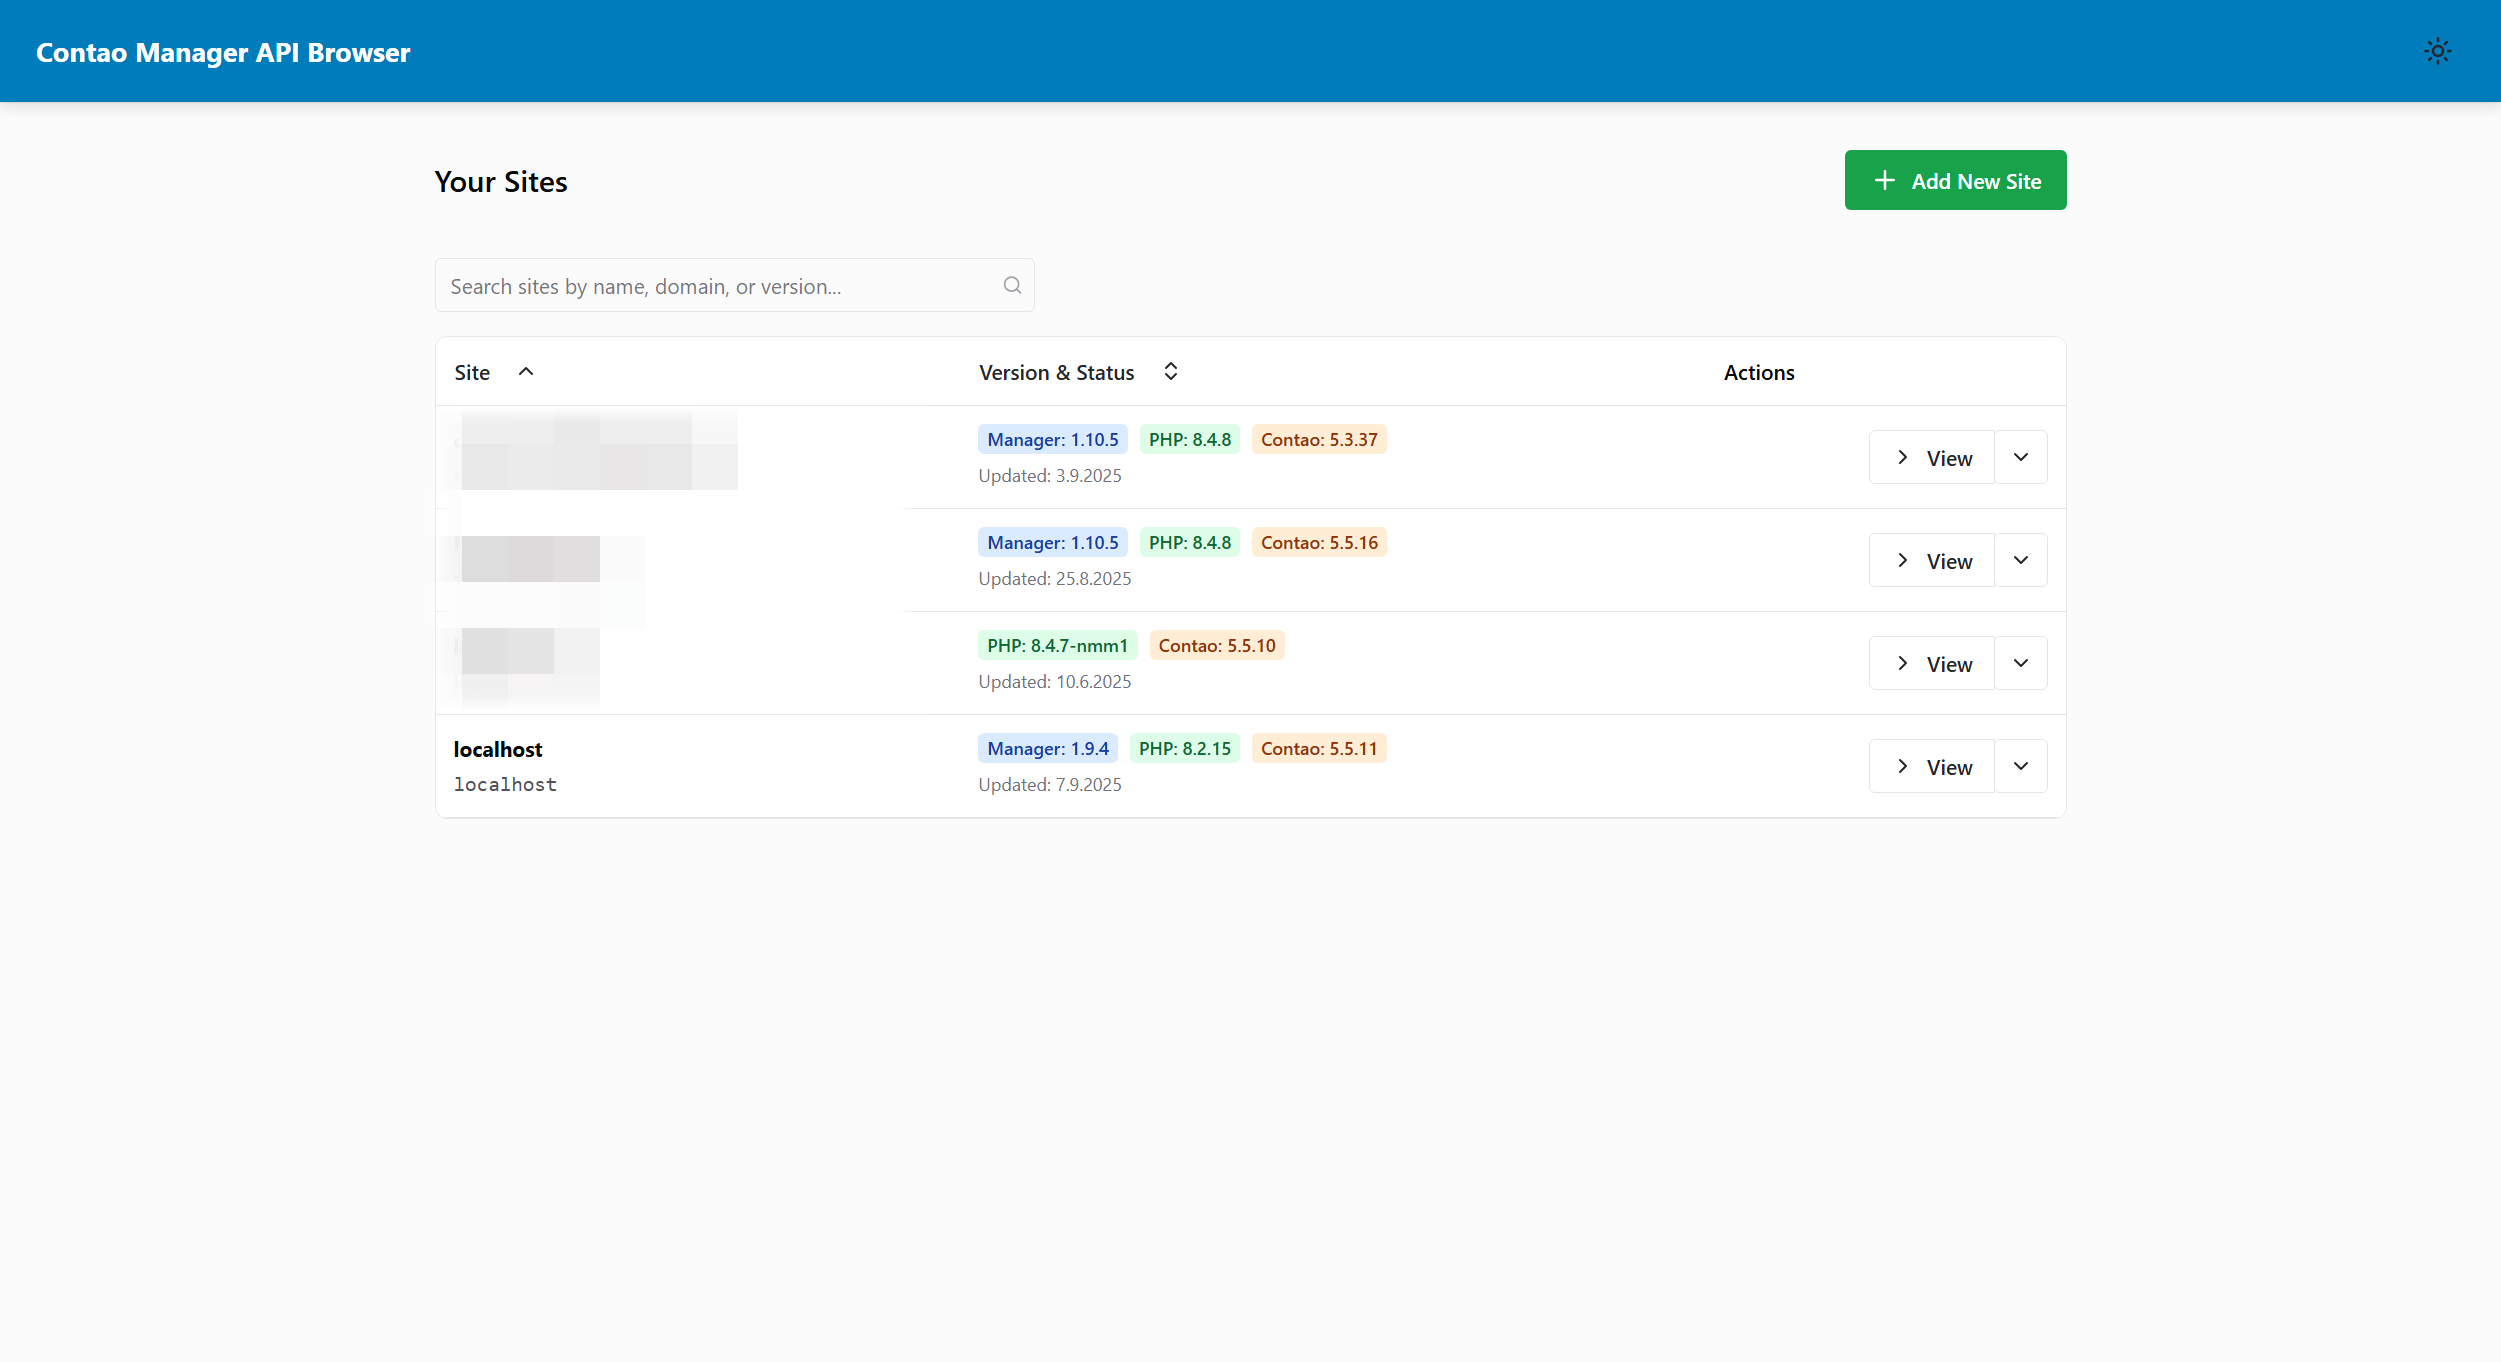 Contao Manager API Browser
Your Sites
Add New Site
Search sites by name, domain, or version...
Site
Version & Status
Actions
Manager: 1.10.5 PHP: 8.4.8 Contao: 5.3.37
Updated: 3.9.2025
View
Manager: 1.10.5 PHP: 8.4.8 Contao: 5.5.16
Updated: 25.8.2025
View
PHP: 8.4.7-nmm1 Contao: 5.5.10
Updated: 10.6.2025
View
localhost
localhost
Manager: 1.9.4 PHP: 8.2.15 Contao: 5.5.11
Updated: 7.9.2025
View